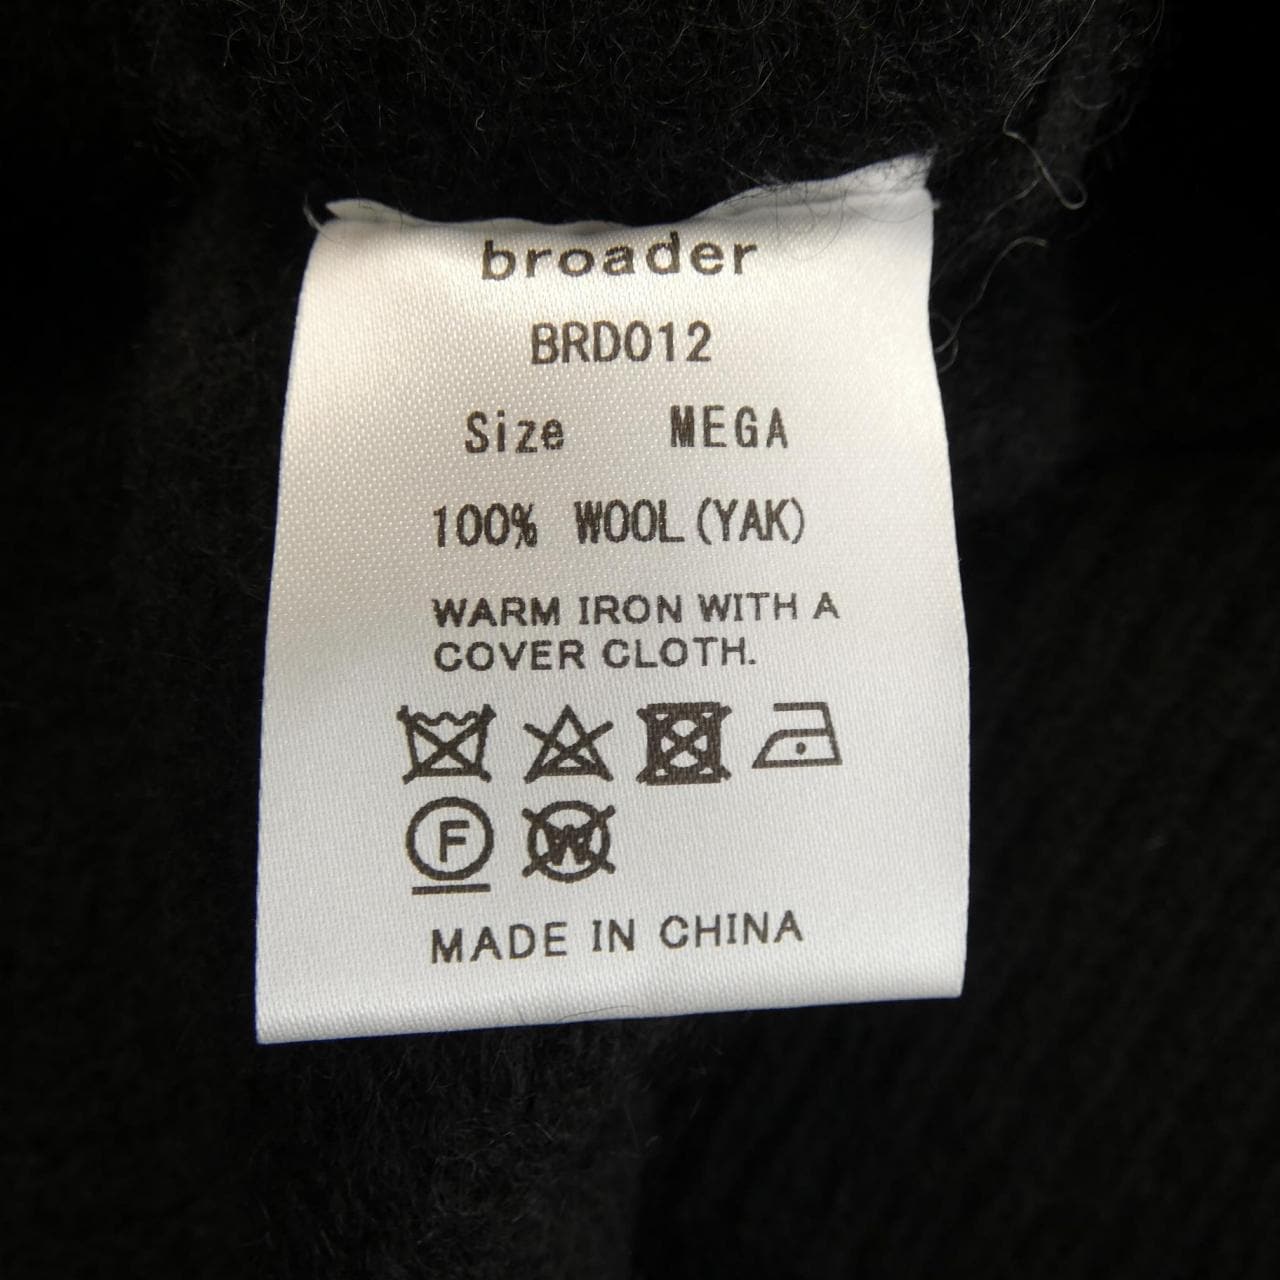 broader
BRD012
Size MEGA
100% WOOL(YAK)
WARM IRON WITH A
COVER CLOTH.
F W
MADE IN CHINA